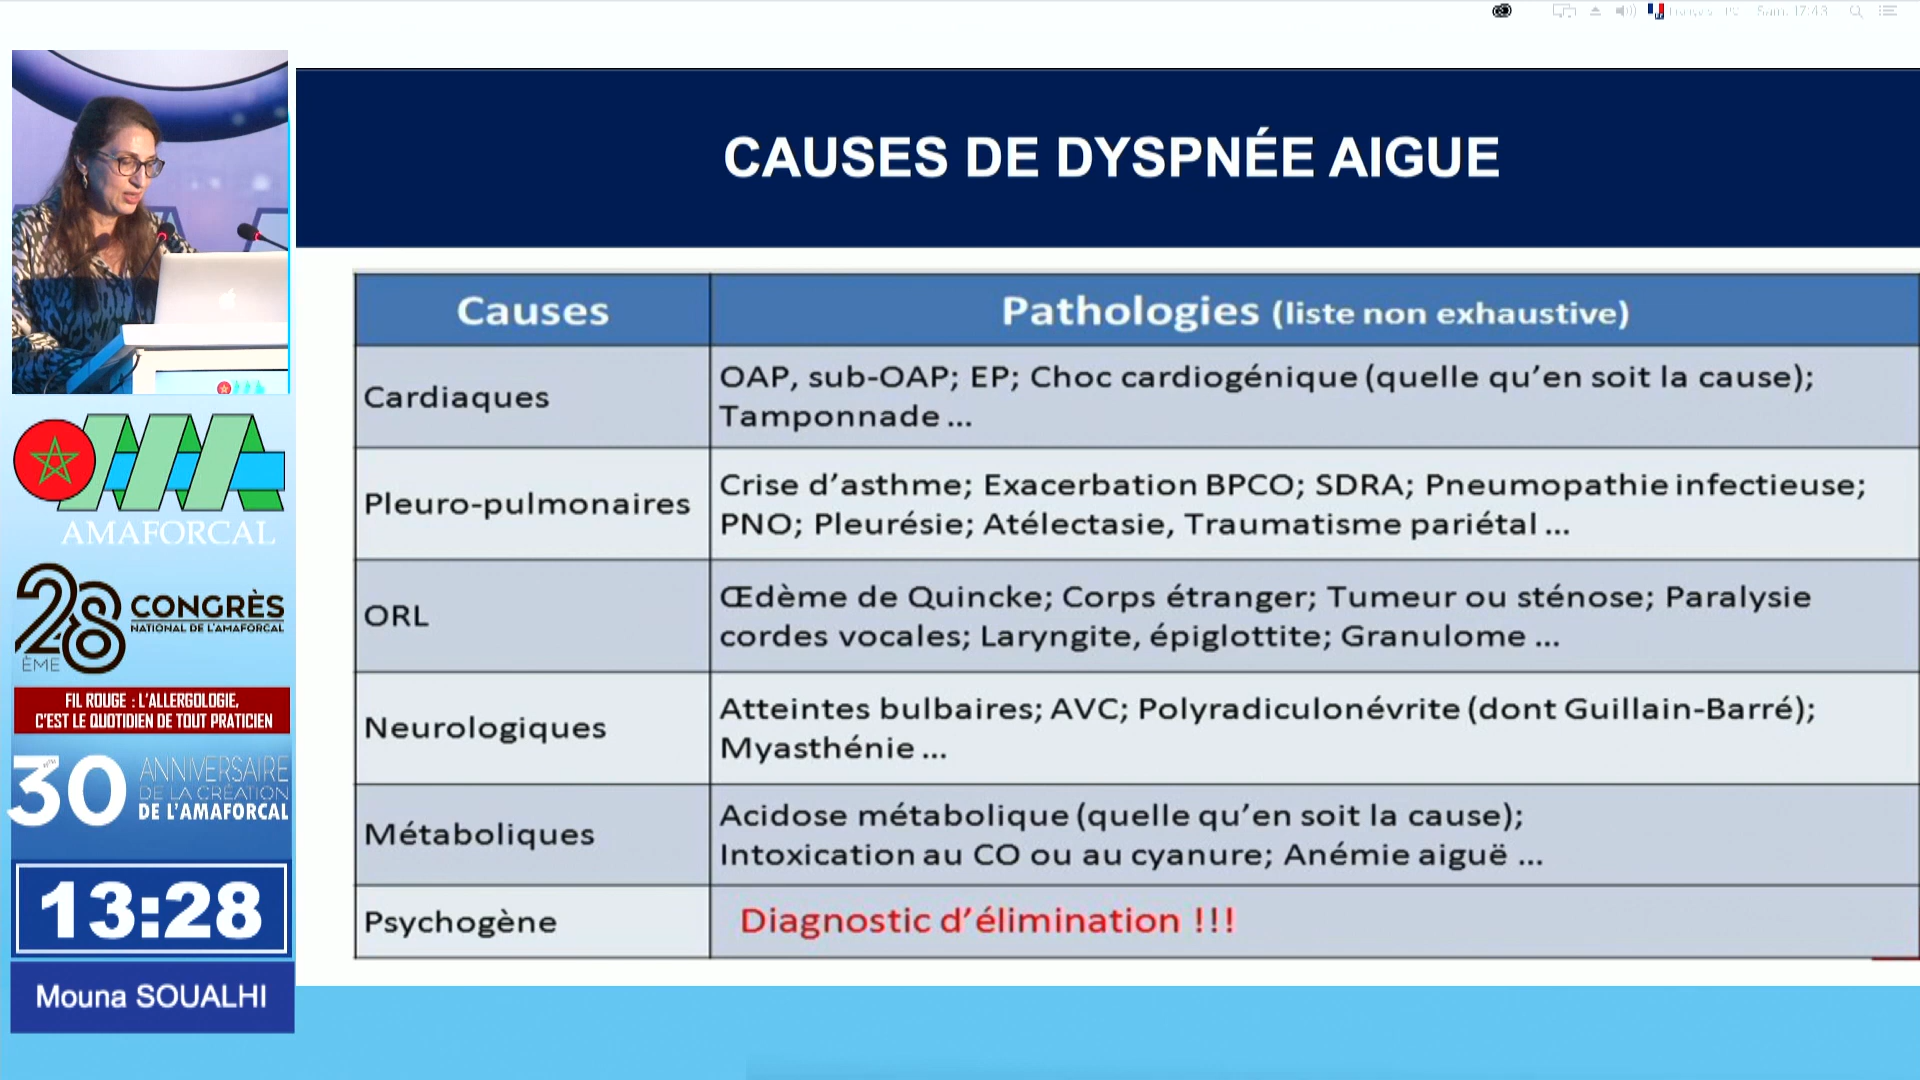 Sam. 17:43
CAUSES DE DYSPNÉE AIGUE
Causes
Pathologies (liste non exhaustive)
Cardiaques
OAP, sub-OAP; EP; Choc cardiogénique (quelle qu’en soit la cause);
Tamponnade ...
Pleuro-pulmonaires
Crise d’asthme; Exacerbation BPCO; SDRA; Pneumopathie infectieuse;
PNO; Pleurésie; Atélectasie, Traumatisme pariétal ...
ORL
Œdème de Quincke; Corps étranger; Tumeur ou sténose; Paralysie
cordes vocales; Laryngite, épiglottite; Granulome ...
Neurologiques
Atteintes bulbaires; AVC; Polyradiculonévrite (dont Guillain-Barré);
Myasthénie ...
Métaboliques
Acidose métabolique (quelle qu’en soit la cause);
Intoxication au CO ou au cyanure; Anémie aiguë ...
Psychogène
Diagnostic d’élimination !!!
AMAFORCAL
28 ÈME
CONGRÈS
NATIONAL DE L'AMAFORCAL
FIL ROUGE : L'ALLERGOLOGIE,
C'EST LE QUOTIDIEN DE TOUT PRATICIEN
30
ANNIVERSAIRE
DE LA CRÉATION
DE L'AMAFORCAL
13:28
Mouna SOUALHI